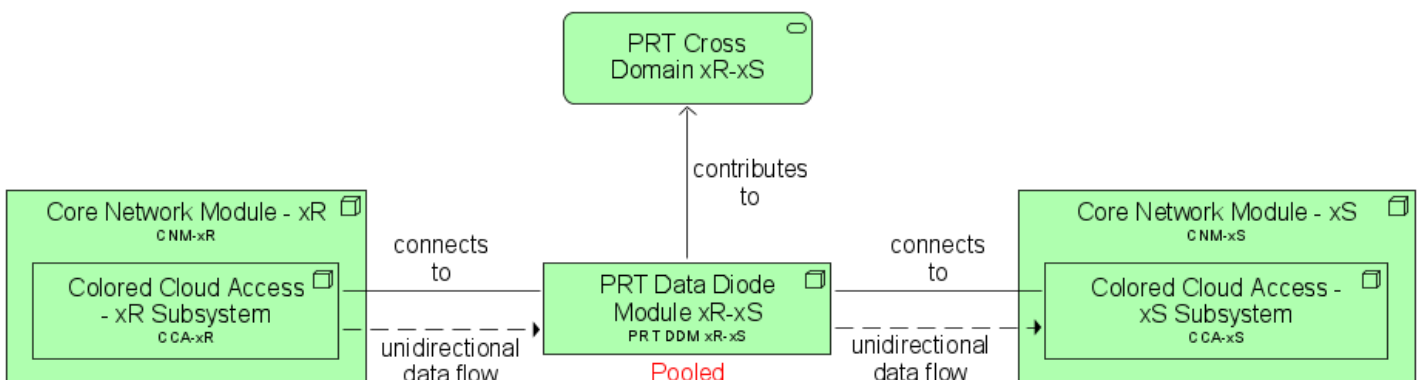 PRT Cross
Domain xR-xS
contributes
to
Core Network Module - xR
CNM-xR
Colored Cloud Access
- xR Subsystem
CCA-xR
connects
to
unidirectional
data flow
PRT Data Diode
Module xR-xS
PRT DDM xR-xS
Pooled
connects
to
unidirectional
data flow
Core Network Module - xS
CNM-xS
Colored Cloud Access -
xS Subsystem
CCA-xS